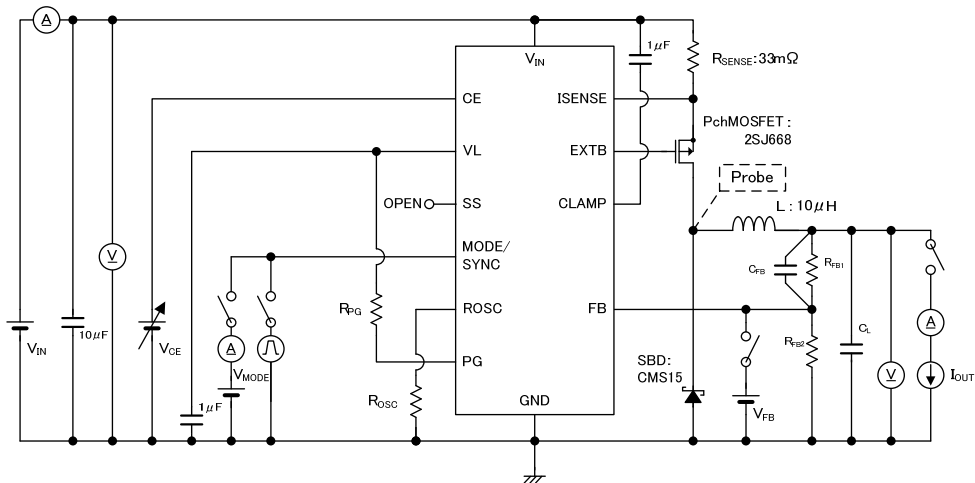 A
1μF
VIN
RSENSE:33mΩ
CE
ISENSE
PchMOSFET:
2SJ668
VL
EXTB
Probe
OPEN
SS
CLAMP
L:10μH
V
MODE/
SYNC
CFB
RFB1
RPG
ROSC
FB
VIN
10μF
VCE
A
VMODE
PG
SBD:
CMS15
RFB2
CL
V
A
IOUT
1μF
ROSC
GND
VFB